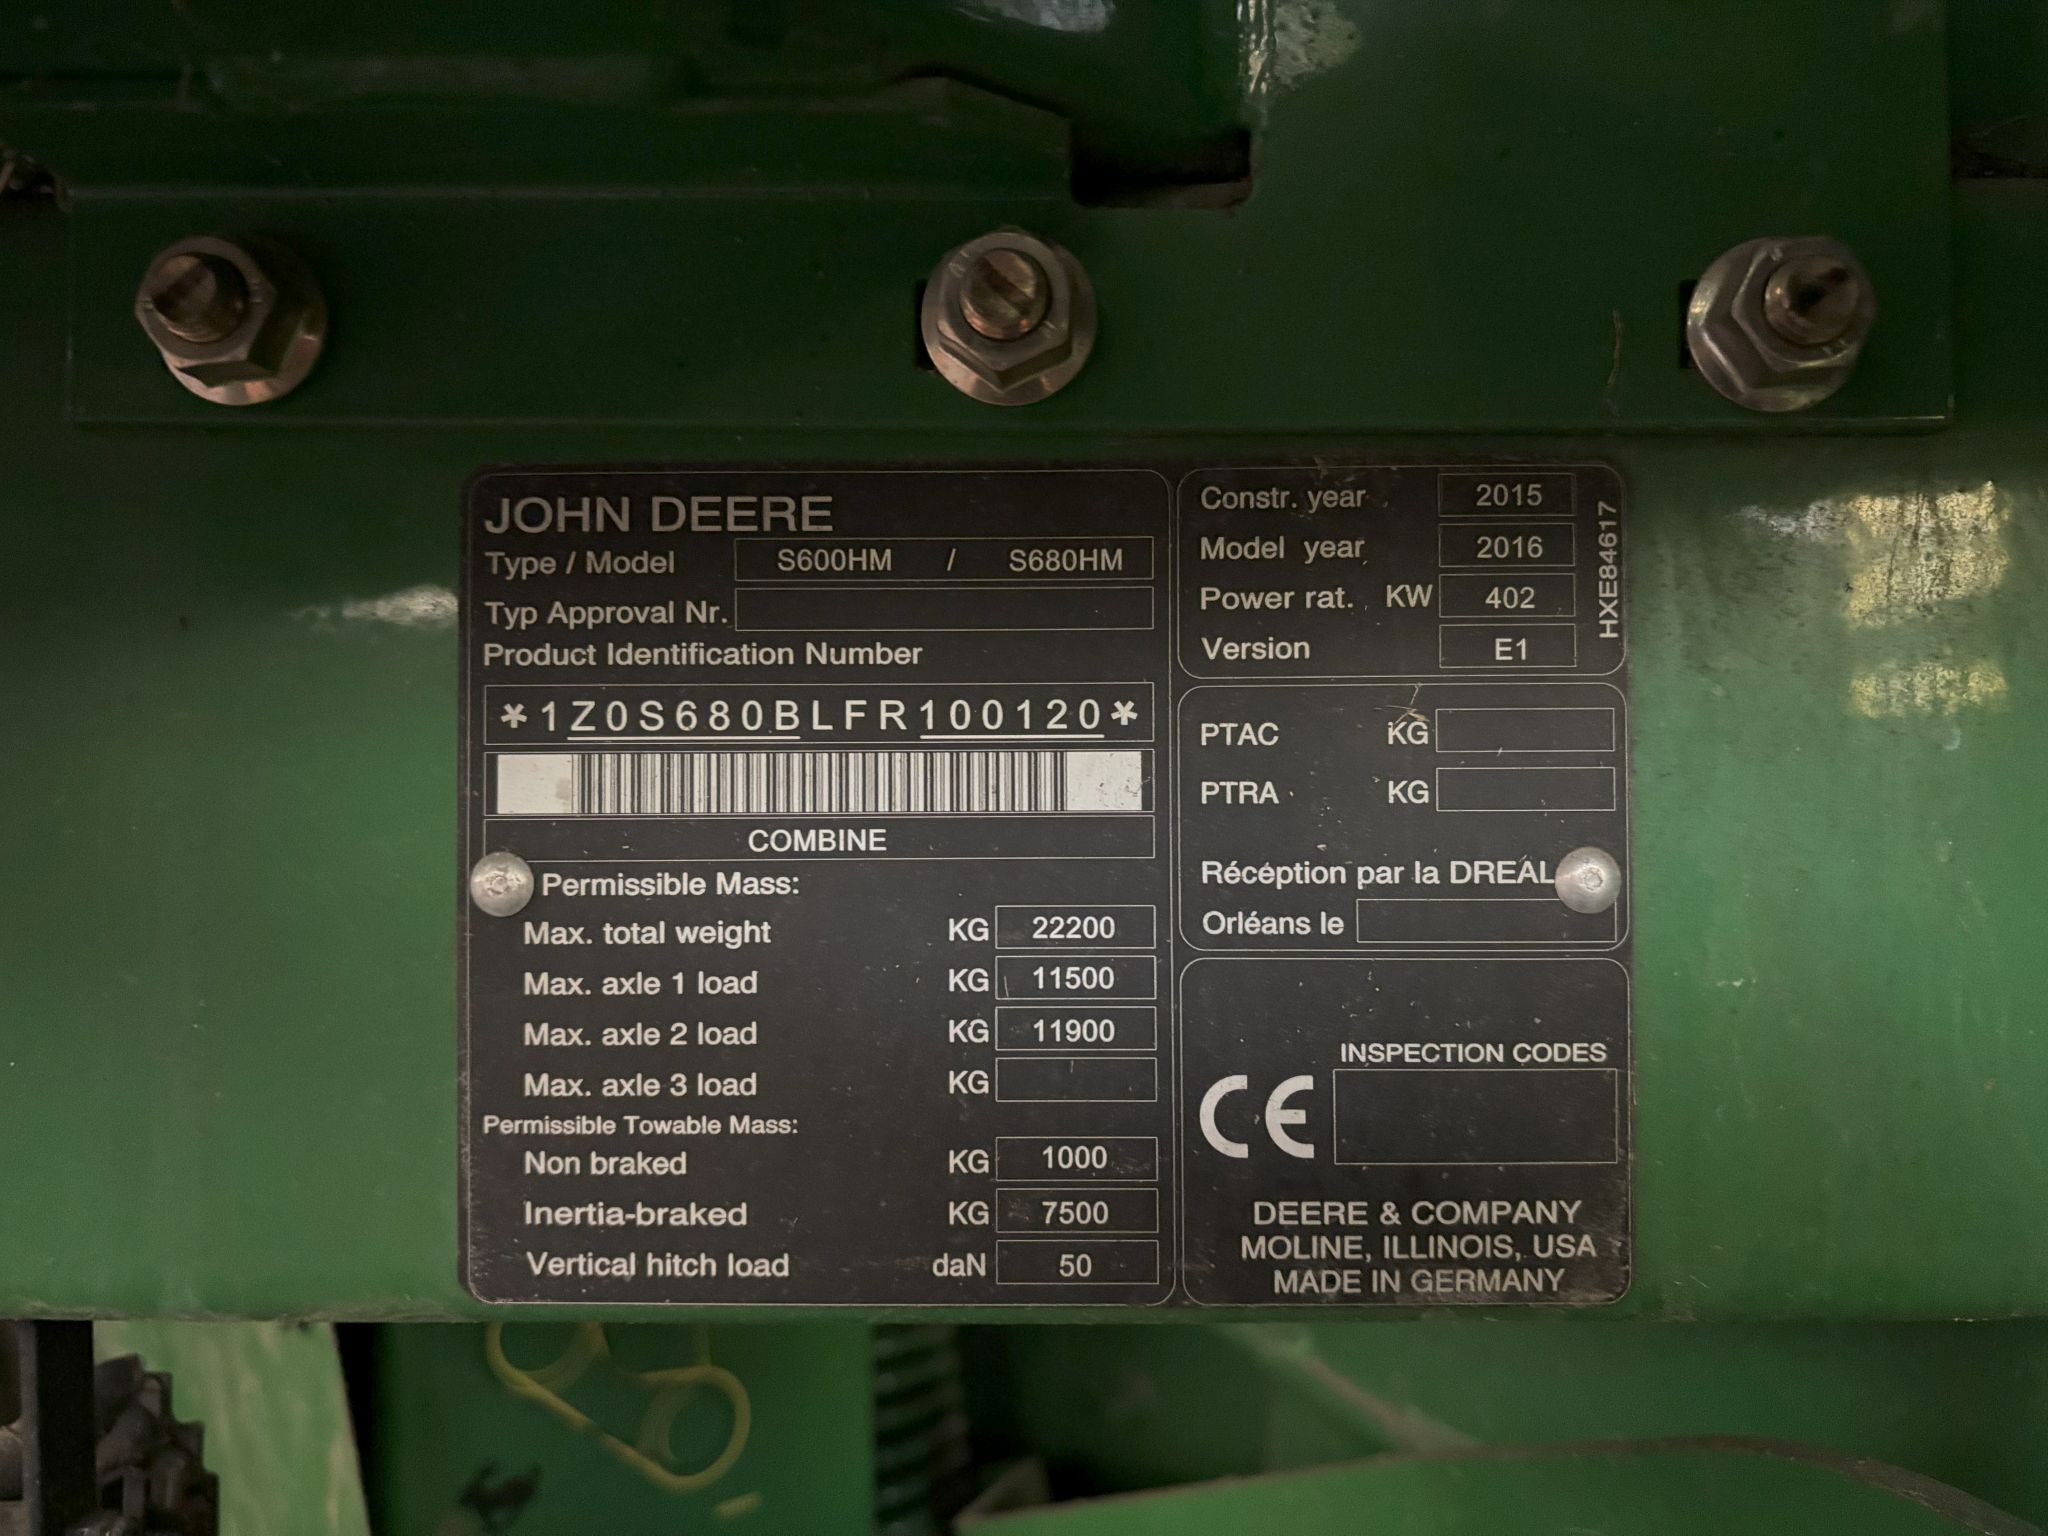 JOHN DEERE
Type / Model S600HM / S680HM
Typ Approval Nr.
Product Identification Number
*1Z0S680BLFR100120*
COMBINE
Permissible Mass:
Max. total weight KG 22200
Max. axle 1 load KG 11500
Max. axle 2 load KG 11900
Max. axle 3 load KG
Permissible Towable Mass:
Non braked KG 1000
Inertia-braked KG 7500
Vertical hitch load daN 50
Constr. year 2015
Model year 2016
Power rat. KW 402
Version E1
HXE84617
PTAC KG
PTRA KG
Réception par la DREAL
Orléans le
INSPECTION CODES
CE
DEERE & COMPANY
MOLINE, ILLINOIS, USA
MADE IN GERMANY